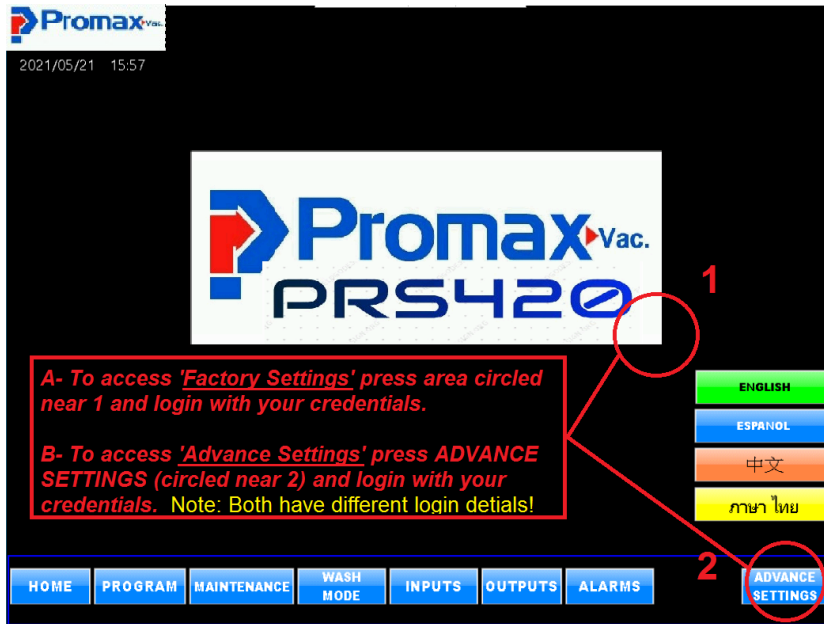 Promax Vac.
2021/05/21 15:57
Promax Vac.
PRS420
1
A- To access 'Factory Settings' press area circled
near 1 and login with your credentials.
B- To access 'Advance Settings' press ADVANCE
SETTINGS (circled near 2) and login with your
credentials. Note: Both have different login detials!
ENGLISH
ESPANOL
中文
ภาษา ไทย
2
HOME
PROGRAM
MAINTENANCE
WASH
MODE
INPUTS
OUTPUTS
ALARMS
ADVANCE
SETTINGS